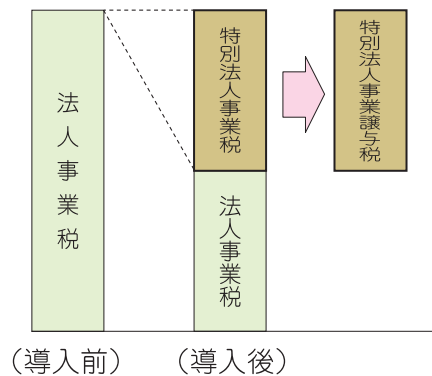 法人事業税
特別法人事業税
法人事業税
特別法人事業譲与税
（導入前）
（導入後）